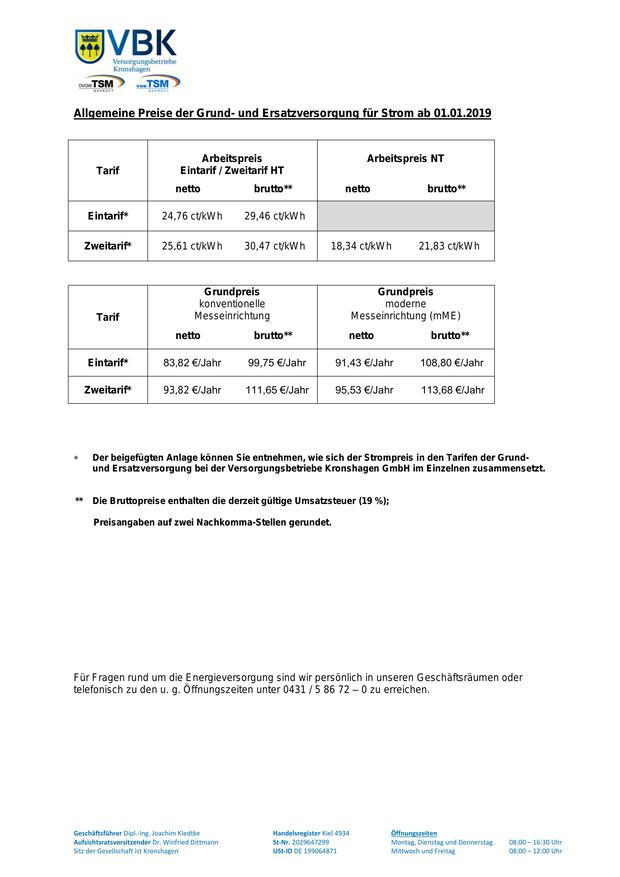 VBK
Versorgungsbetriebe
Kronshagen
DVGW TSM
GEPRÜFT
VDE TSM
GEPRÜFT
Allgemeine Preise der Grund- und Ersatzversorgung für Strom ab 01.01.2019
Tarif
Arbeitspreis
Eintarif / Zweitarif HT
Arbeitspreis NT
netto brutto** netto brutto**
Eintarif* 24,76 ct/kWh 29,46 ct/kWh
Zweitarif* 25,61 ct/kWh 30,47 ct/kWh 18,34 ct/kWh 21,83 ct/kWh
Tarif
Grundpreis
konventionelle
Messeinrichtung
Grundpreis
moderne
Messeinrichtung (mME)
netto brutto** netto brutto**
Eintarif* 83,82 €/Jahr 99,75 €/Jahr 91,43 €/Jahr 108,80 €/Jahr
Zweitarif* 93,82 €/Jahr 111,65 €/Jahr 95,53 €/Jahr 113,68 €/Jahr
* Der beigefügten Anlage können Sie entnehmen, wie sich der Strompreis in den Tarifen der Grund-
und Ersatzversorgung bei der Versorgungsbetriebe Kronshagen GmbH im Einzelnen zusammensetzt.
** Die Bruttopreise enthalten die derzeit gültige Umsatzsteuer (19 %);
Preisangaben auf zwei Nachkomma-Stellen gerundet.
Für Fragen rund um die Energieversorgung sind wir persönlich in unseren Geschäftsräumen oder
telefonisch zu den u. g. Öffnungszeiten unter 0431 / 5 86 72 – 0 zu erreichen.
Geschäftsführer Dipl.-Ing. Joachim Kledtke
Aufsichtsratsvorsitzender Dr. Winfried Dittmann
Sitz der Gesellschaft ist Kronshagen
Handelsregister Kiel 4934
St-Nr. 2029647299
USt-ID DE 199064871
Öffnungszeiten
Montag, Dienstag und Donnerstag 08:00 – 16:30 Uhr
Mittwoch und Freitag 08:00 – 12:00 Uhr